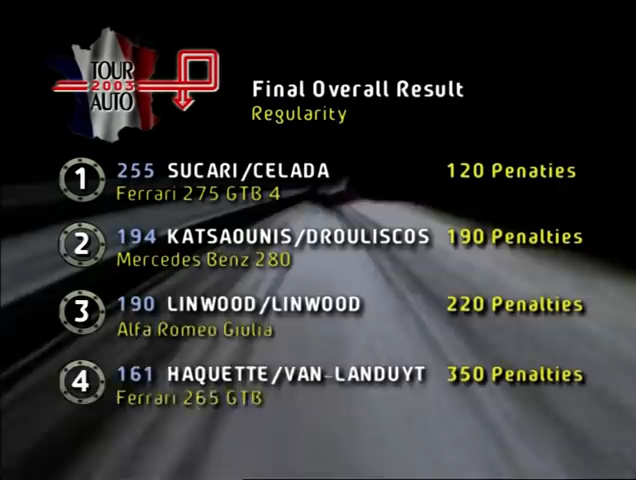 TOUR
2003
AUTO
Final Overall Result
Regularity
1 255 SUCARI/CELADA 120 Penaties
Ferrari 275 GTB 4
2 194 KATSAOUNIS/DROULISCOS 190 Penalties
Mercedes Benz 280
3 190 LINWOOD/LINWOOD 220 Penalties
Alfa Romeo Giulia
4 161 HAQUETTE/VAN-LANDUYT 350 Penalties
Ferrari 265 GTB